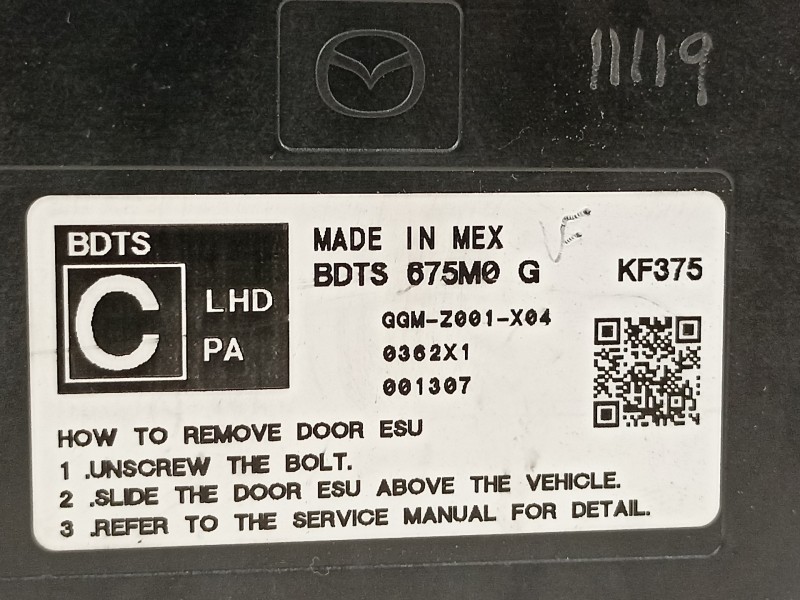 11119
BDTS
C
LHD
PA
MADE IN MEX
BDTS 675M0 G
KF375
GGM-Z001-X04
0362X1
001307
HOW TO REMOVE DOOR ESU
1 .UNSCREW THE BOLT.
2 .SLIDE THE DOOR ESU ABOVE THE VEHICLE.
3 .REFER TO THE SERVICE MANUAL FOR DETAIL.